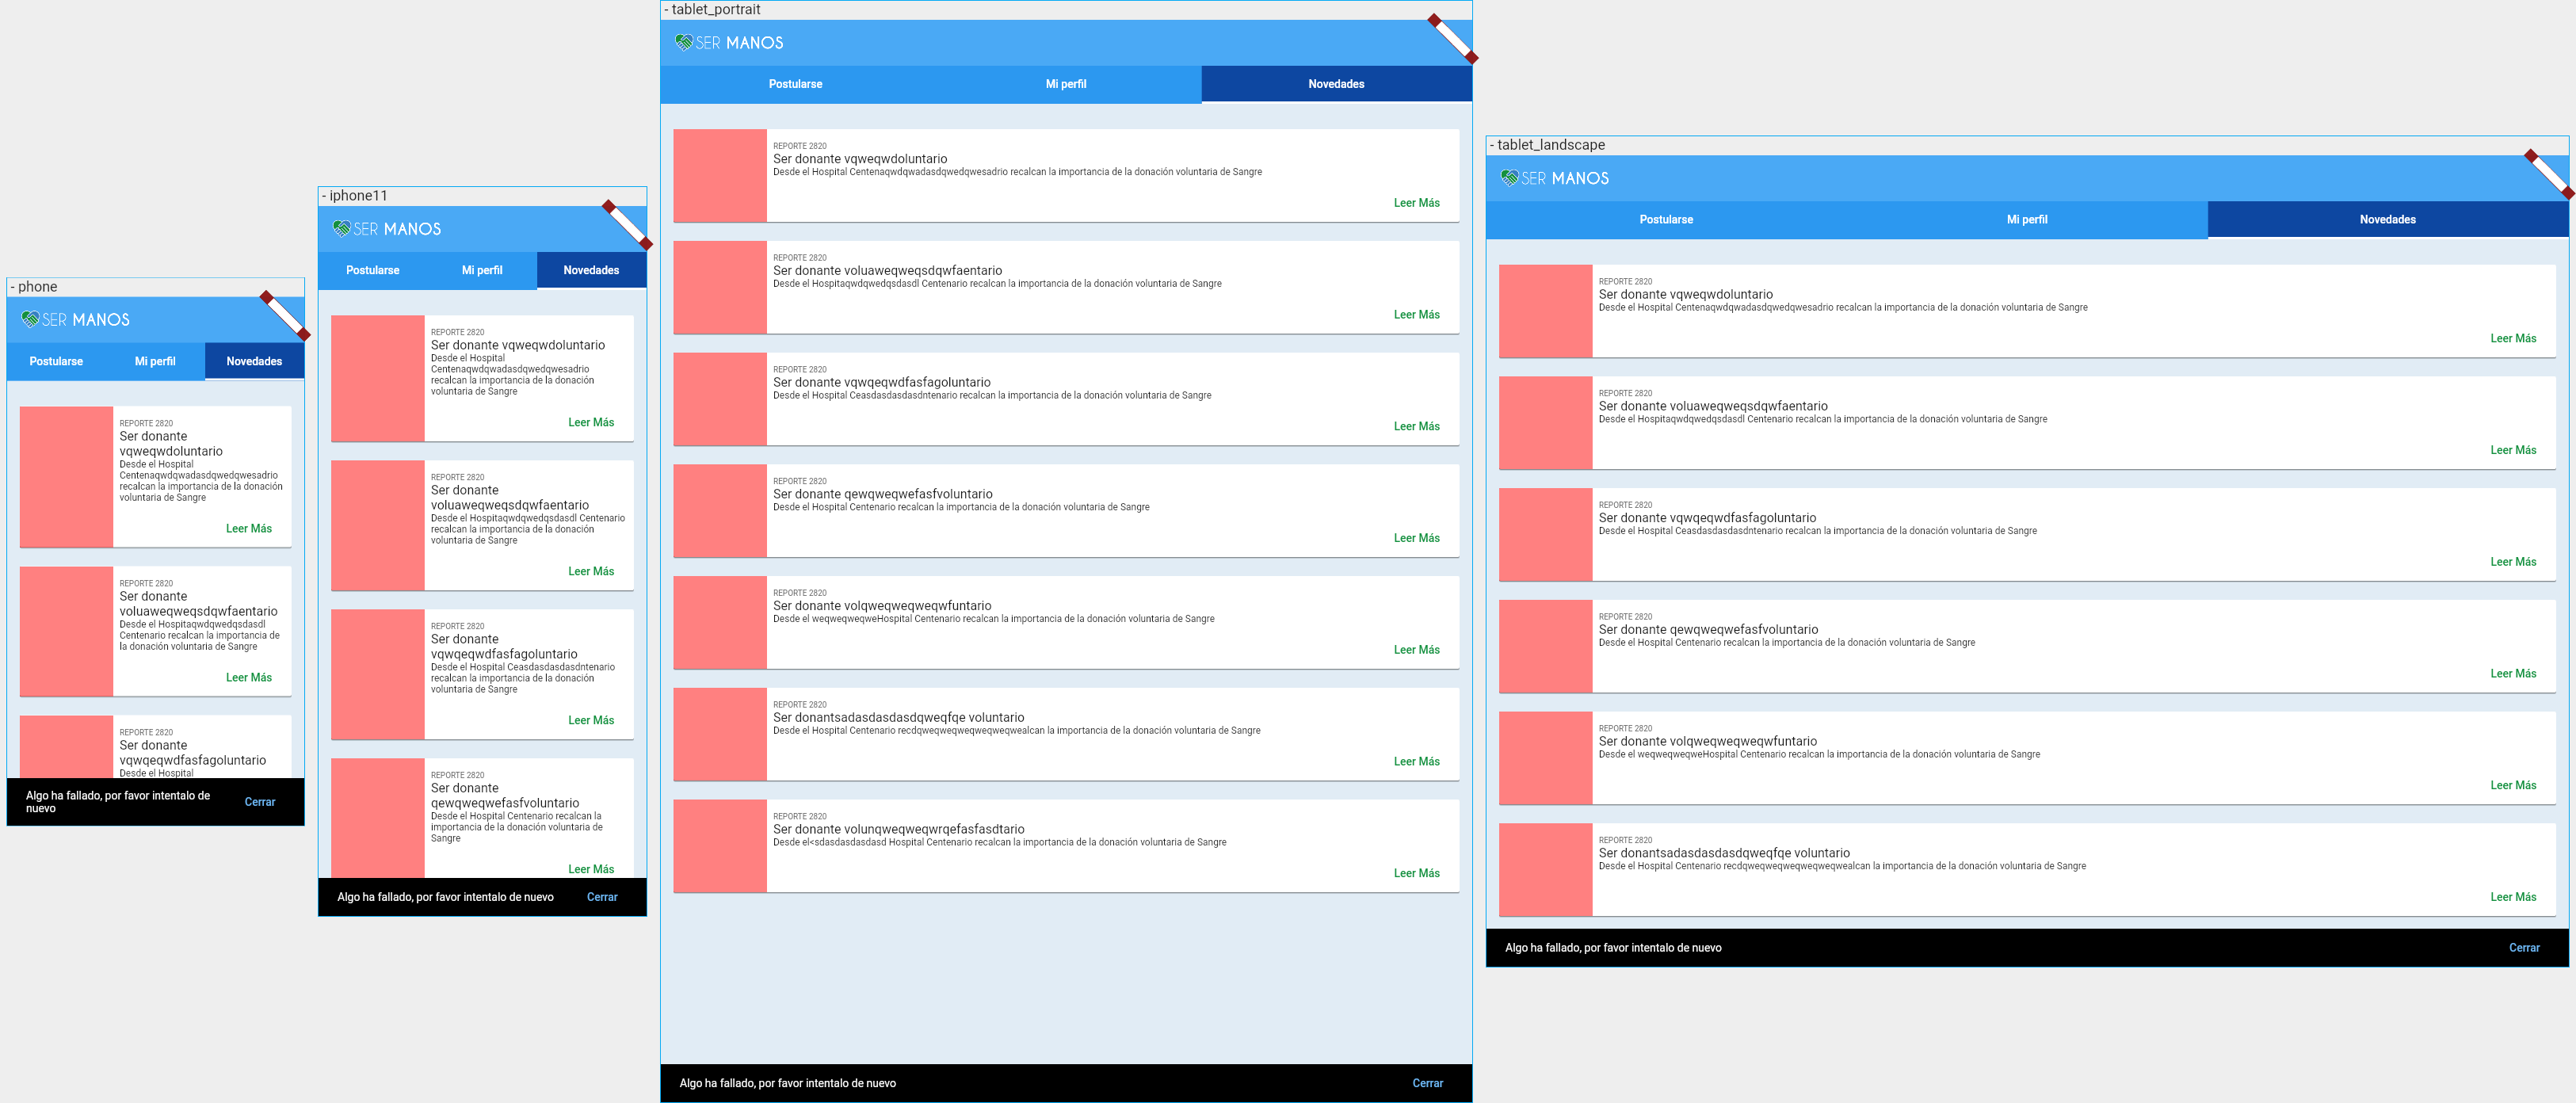 - phone
SER MANOS
Postularse Mi perfil Novedades
REPORTE 2820
Ser donante
vqweqwdoluntario
Desde el Hospital
Centenaqwdqwadasdqwedqwesadrio
recalcan la importancia de la donación
voluntaria de Sangre
Leer Más
REPORTE 2820
Ser donante
voluaweqweqsdqwfaentario
Desde el Hospitaqwdqwedqsdasdl
Centenario recalcan la importancia de
la donación voluntaria de Sangre
Leer Más
REPORTE 2820
Ser donante
vqwqeqwdfasfagoluntario
Desde el Hospital
Algo ha fallado, por favor intentalo de
nuevo
Cerrar
- iphone11
SER MANOS
Postularse Mi perfil Novedades
REPORTE 2820
Ser donante vqweqwdoluntario
Desde el Hospital
Centenaqwdqwadasdqwedqwesadrio
recalcan la importancia de la donación
voluntaria de Sangre
Leer Más
REPORTE 2820
Ser donante
voluaweqweqsdqwfaentario
Desde el Hospitaqwdqwedqsdasdl Centenario
recalcan la importancia de la donación
voluntaria de Sangre
Leer Más
REPORTE 2820
Ser donante
vqwqeqwdfasfagoluntario
Desde el Hospital Ceasdasdasdasdntenario
recalcan la importancia de la donación
voluntaria de Sangre
Leer Más
REPORTE 2820
Ser donante
qewqweqwefasfvoluntario
Desde el Hospital Centenario recalcan la
importancia de la donación voluntaria de
Sangre
Leer Más
Algo ha fallado, por favor intentalo de nuevo Cerrar
- tablet_portrait
SER MANOS
Postularse Mi perfil Novedades
REPORTE 2820
Ser donante vqweqwdoluntario
Desde el Hospital Centenaqwdqwadasdqwedqwesadrio recalcan la importancia de la donación voluntaria de Sangre
Leer Más
REPORTE 2820
Ser donante voluaweqweqsdqwfaentario
Desde el Hospitaqwdqwedqsdasdl Centenario recalcan la importancia de la donación voluntaria de Sangre
Leer Más
REPORTE 2820
Ser donante vqwqeqwdfasfagoluntario
Desde el Hospital Ceasdasdasdasdntenario recalcan la importancia de la donación voluntaria de Sangre
Leer Más
REPORTE 2820
Ser donante qewqweqwefasfvoluntario
Desde el Hospital Centenario recalcan la importancia de la donación voluntaria de Sangre
Leer Más
REPORTE 2820
Ser donante volqweqweqweqwfuntario
Desde el weqweqweqweHospital Centenario recalcan la importancia de la donación voluntaria de Sangre
Leer Más
REPORTE 2820
Ser donantsadasdasdasdqweqfqe voluntario
Desde el Hospital Centenario recdqweqweqweqweqweqwealcan la importancia de la donación voluntaria de Sangre
Leer Más
REPORTE 2820
Ser donante volunqweqweqwrqefasfasdtario
Desde el<sdasdasdasdasd Hospital Centenario recalcan la importancia de la donación voluntaria de Sangre
Leer Más
Algo ha fallado, por favor intentalo de nuevo Cerrar
- tablet_landscape
SER MANOS
Postularse Mi perfil Novedades
REPORTE 2820
Ser donante vqweqwdoluntario
Desde el Hospital Centenaqwdqwadasdqwedqwesadrio recalcan la importancia de la donación voluntaria de Sangre
Leer Más
REPORTE 2820
Ser donante voluaweqweqsdqwfaentario
Desde el Hospitaqwdqwedqsdasdl Centenario recalcan la importancia de la donación voluntaria de Sangre
Leer Más
REPORTE 2820
Ser donante vqwqeqwdfasfagoluntario
Desde el Hospital Ceasdasdasdasdntenario recalcan la importancia de la donación voluntaria de Sangre
Leer Más
REPORTE 2820
Ser donante qewqweqwefasfvoluntario
Desde el Hospital Centenario recalcan la importancia de la donación voluntaria de Sangre
Leer Más
REPORTE 2820
Ser donante volqweqweqweqwfuntario
Desde el weqweqweqweHospital Centenario recalcan la importancia de la donación voluntaria de Sangre
Leer Más
REPORTE 2820
Ser donantsadasdasdasdqweqfqe voluntario
Desde el Hospital Centenario recdqweqweqweqweqweqwealcan la importancia de la donación voluntaria de Sangre
Leer Más
Algo ha fallado, por favor intentalo de nuevo Cerrar